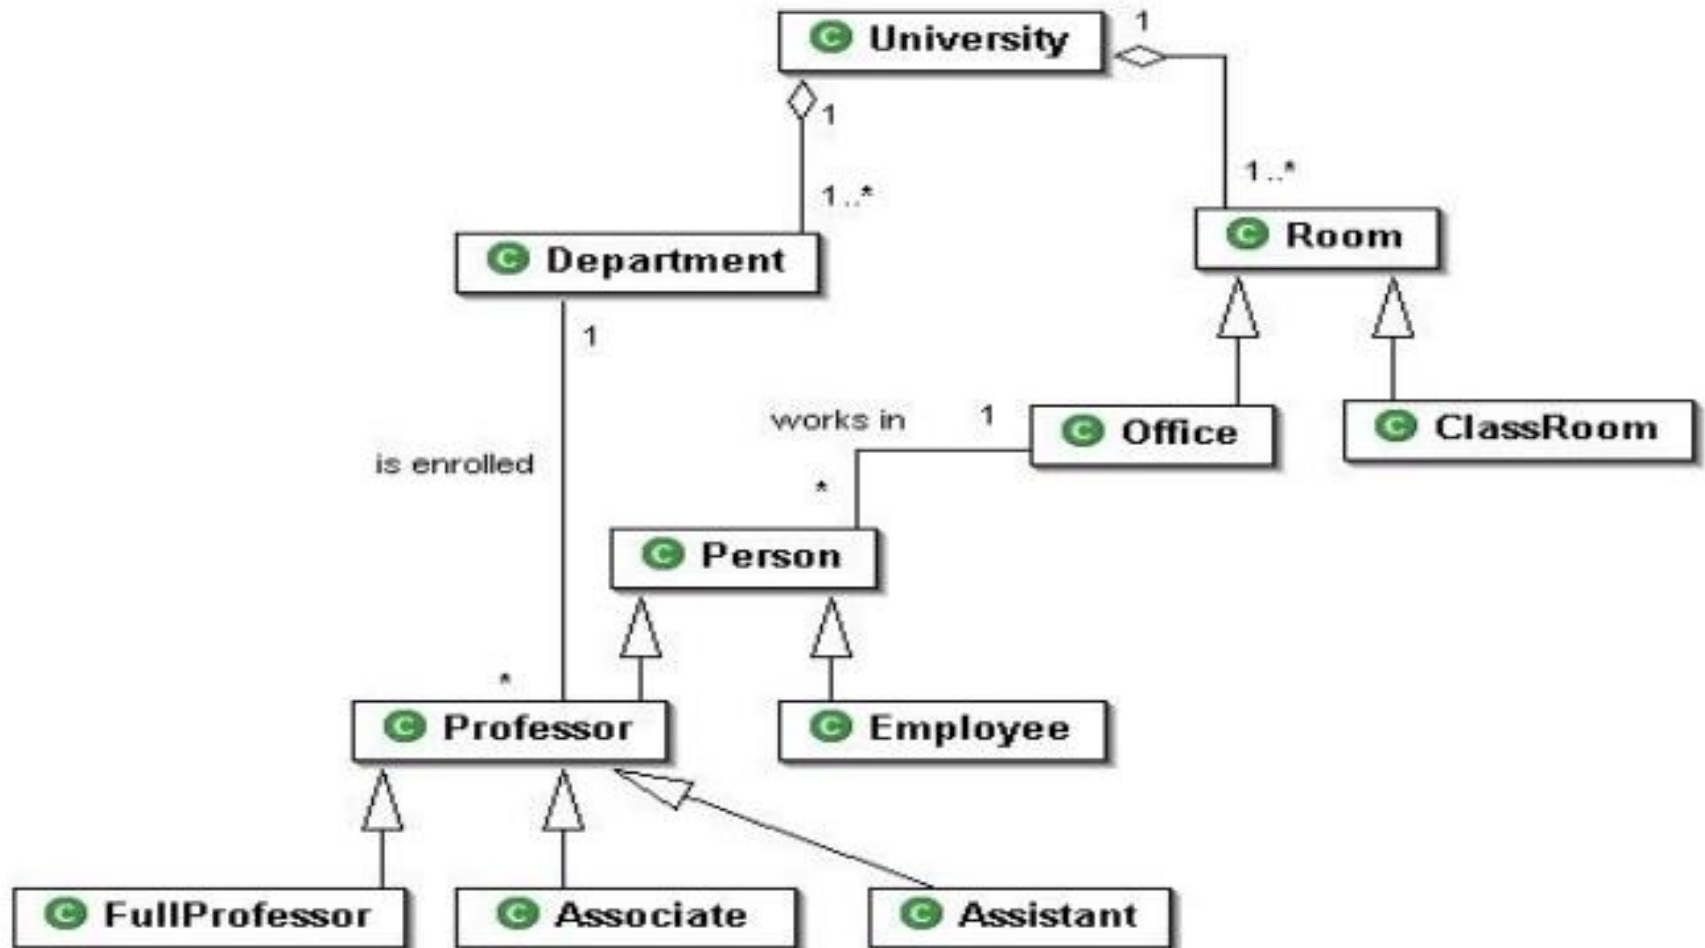 C University
1
1
1..*
1..*
C Department
C Room
1
works in
1
C Office
C ClassRoom
is enrolled
*
C Person
*
C Professor
C Employee
C FullProfessor
C Associate
C Assistant